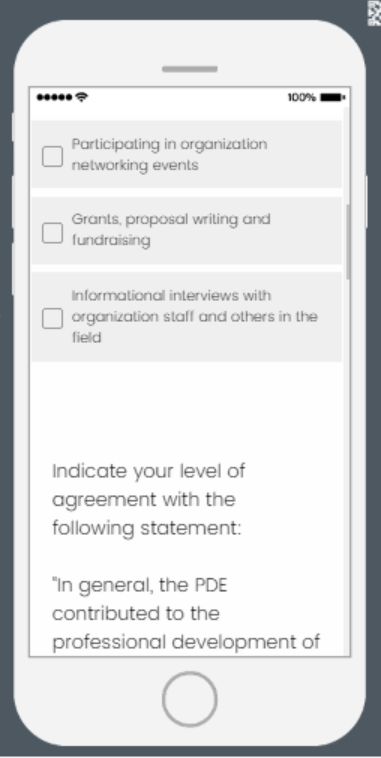 100%
Participating in organization
networking events
Grants, proposal writing and
fundraising
Informational interviews with
organization staff and others in the
field
Indicate your level of
agreement with the
following statement:
"In general, the PDE
contributed to the
professional development of